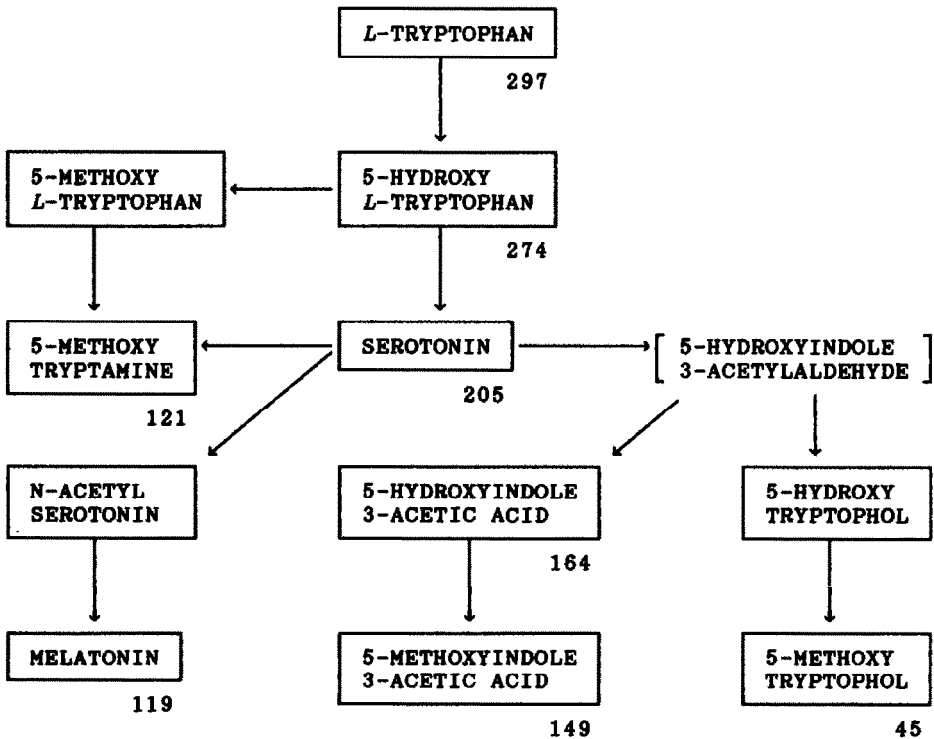 L-TRYPTOPHAN
297
5-METHOXY
L-TRYPTOPHAN
5-HYDROXY
L-TRYPTOPHAN
274
5-METHOXY
TRYPTAMINE
121
SEROTONIN
205
[ 5-HYDROXYINDOLE
3-ACETYLALDEHYDE ]
N-ACETYL
SEROTONIN
5-HYDROXYINDOLE
3-ACETIC ACID
164
5-HYDROXY
TRYPTOPHOL
MELATONIN
119
5-METHOXYINDOLE
3-ACETIC ACID
149
5-METHOXY
TRYPTOPHOL
45